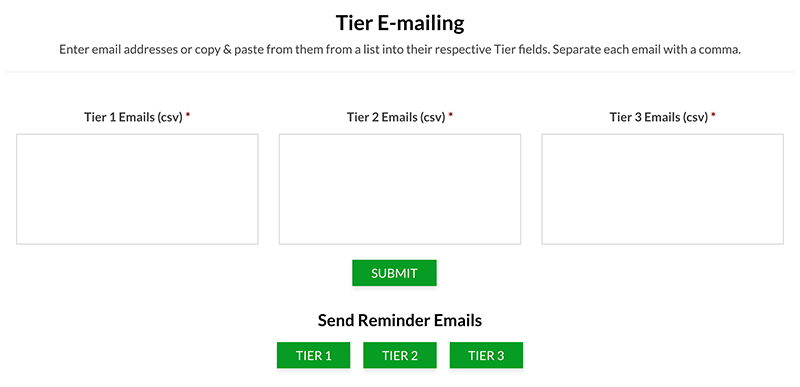 Tier E-mailing
Enter email addresses or copy & paste from them from a list into their respective Tier fields. Separate each email with a comma.
Tier 1 Emails (csv) *
Tier 2 Emails (csv) *
Tier 3 Emails (csv) *
SUBMIT
Send Reminder Emails
TIER 1
TIER 2
TIER 3